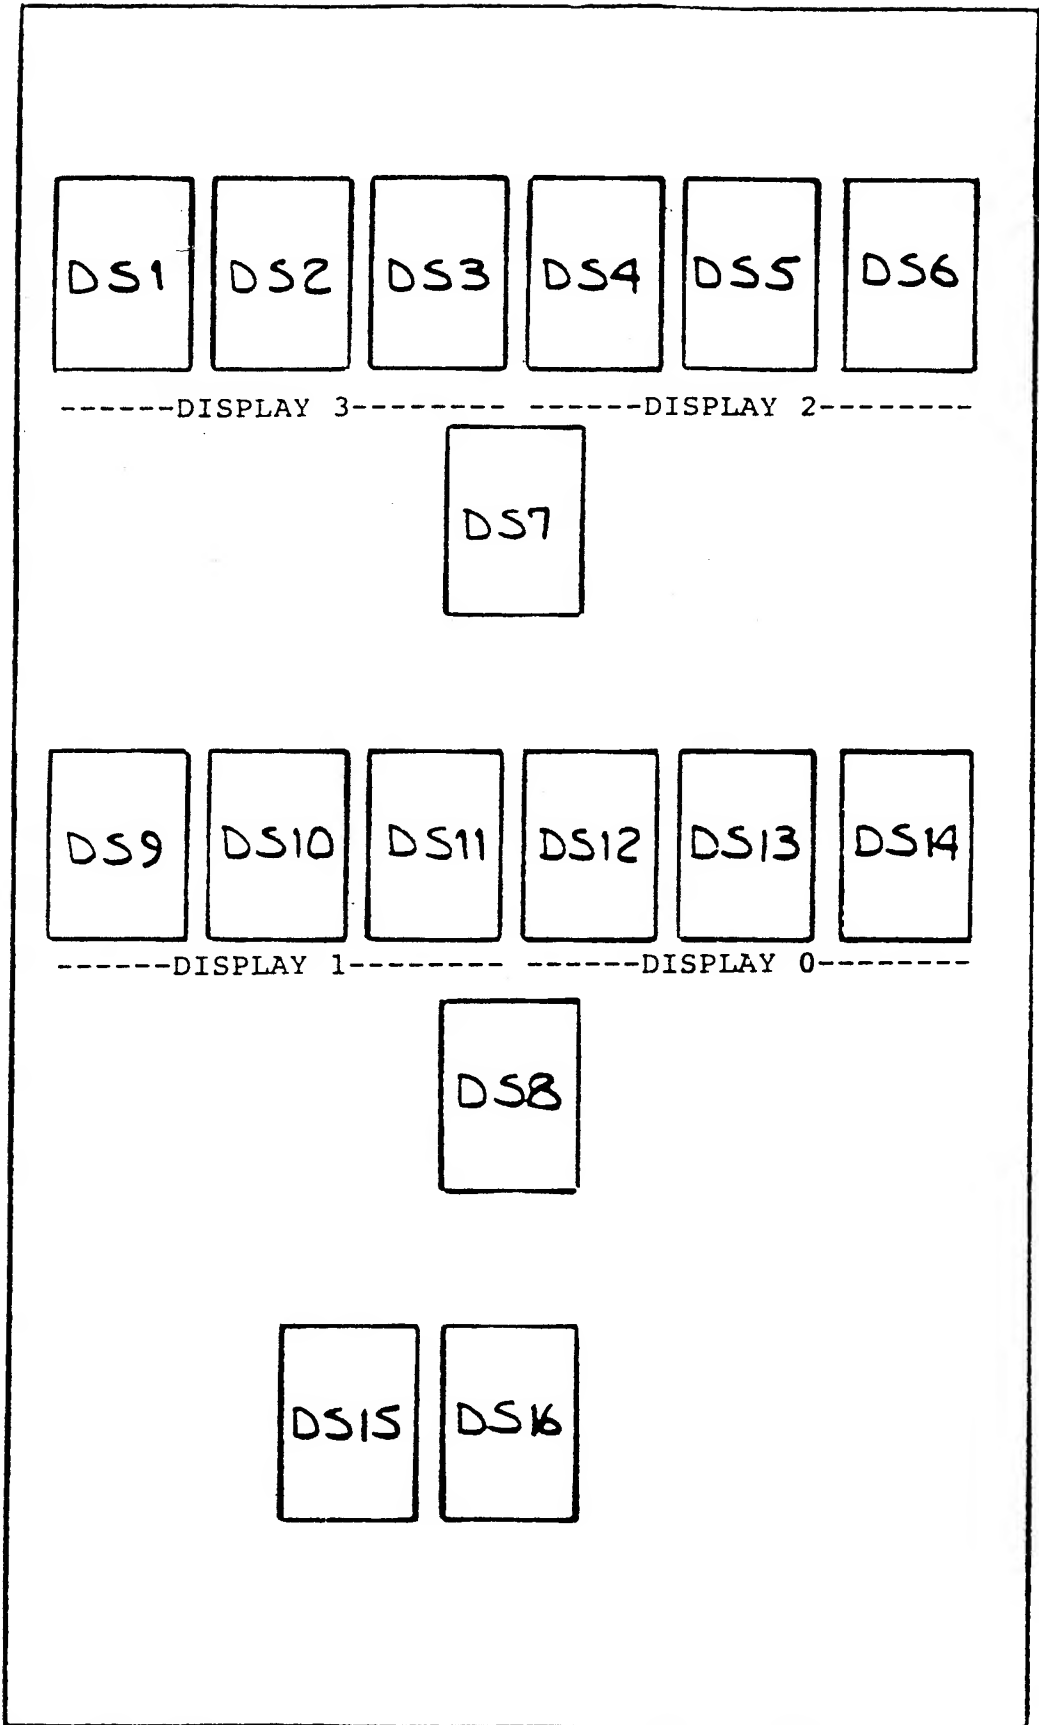 DS1 DS2 DS3 DS4 DS5 DS6
------DISPLAY 3-------- ------DISPLAY 2--------
DS7
DS9 DS10 DS11 DS12 DS13 DS14
------DISPLAY 1-------- ------DISPLAY 0--------
DS8
DS15 DS16